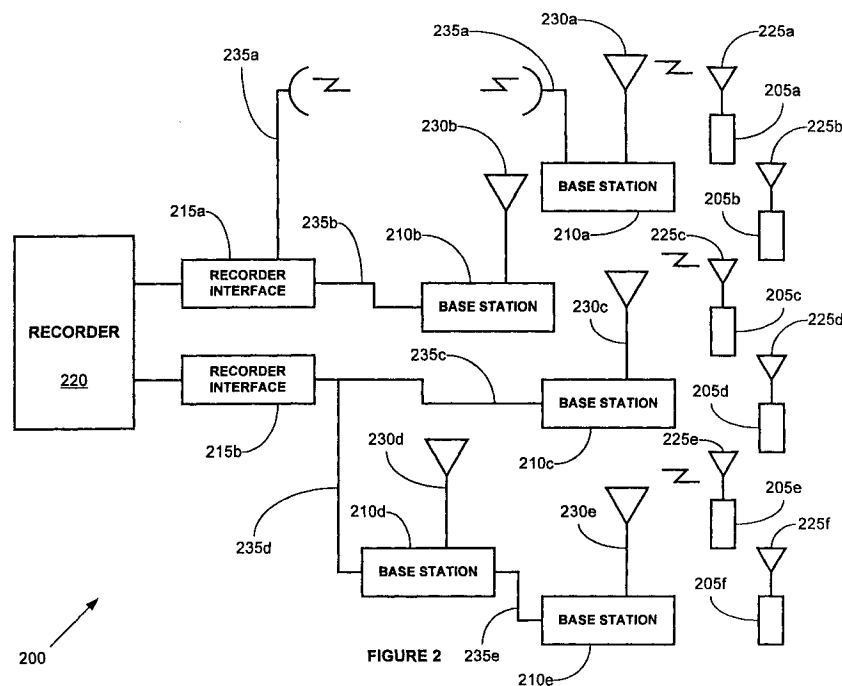 235a
235a
230a
225a
205a
230b
225b
BASE STATION
205b
215a
235b
210b
210a
225c
RECORDER
INTERFACE
BASE STATION
230c
205c
225d
RECORDER
220
RECORDER
INTERFACE
235c
BASE STATION
205d
215b
230d
210c
225e
235d
210d
230e
205e
225f
BASE STATION
205f
BASE STATION
200
FIGURE 2
235e
210e